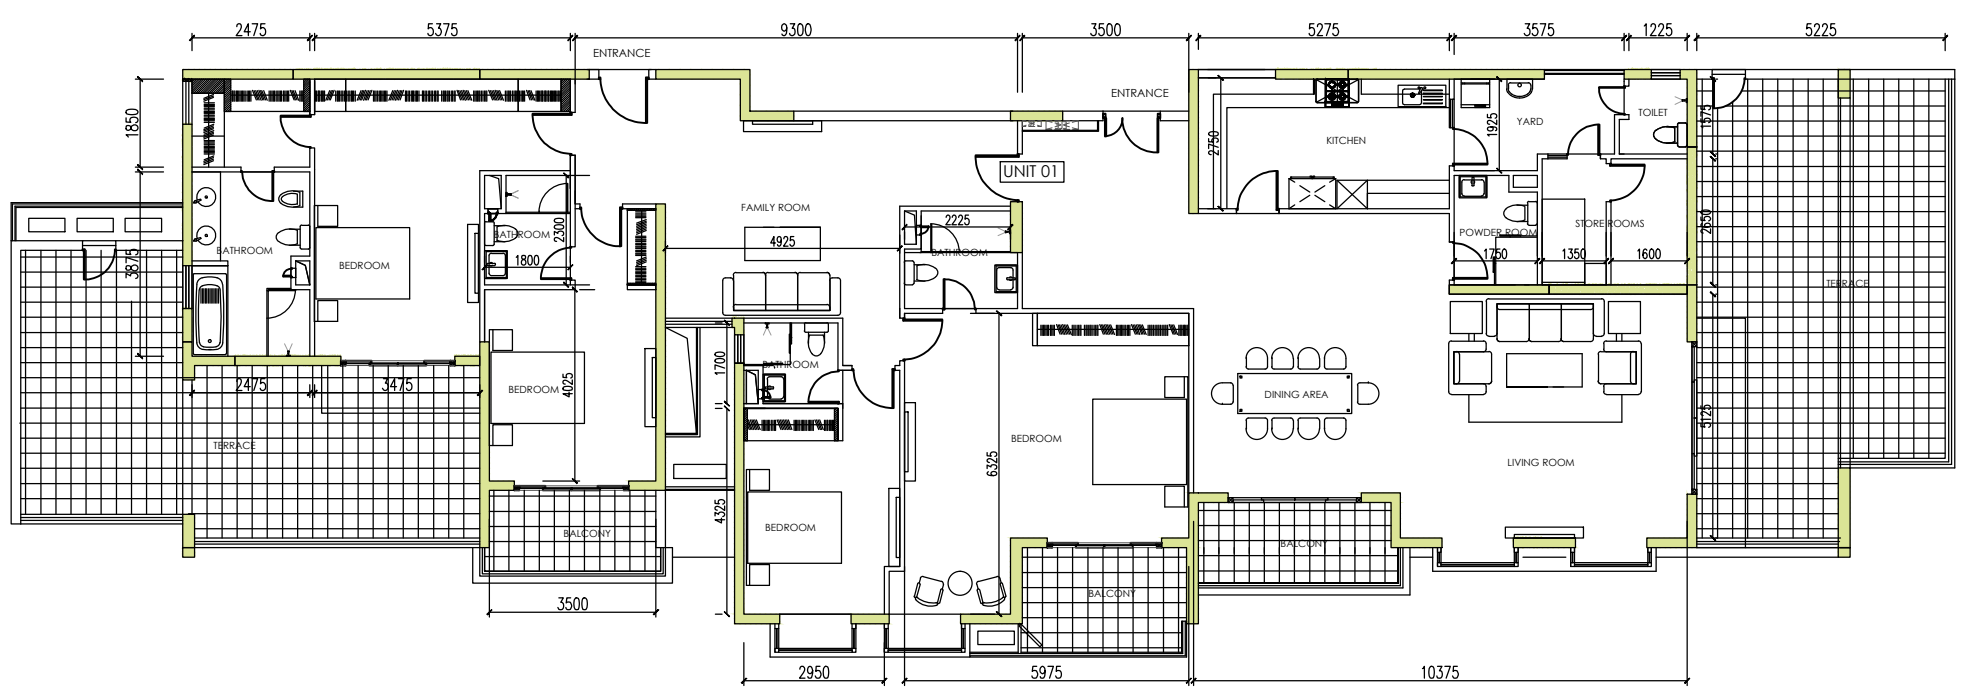 2475
5375
9300
3500
5275
3575
1225
5225
ENTRANCE
ENTRANCE
1850
2750
KITCHEN
1925
YARD
TOILET
1575
UNIT 01
3875
BATHROOM
BEDROOM
BATHROOM
2300
1800
FAMILY ROOM
4925
2225
BATHROOM
POWDER ROOM
STORE ROOMS
1750
1350
1600
2650
TERRACE
2475
3475
BEDROOM
4025
1700
BATHROOM
DINING AREA
5125
TERRACE
BEDROOM
6325
LIVING ROOM
4325
BEDROOM
BALCONY
BALCONY
BALCONY
3500
2950
5975
10375